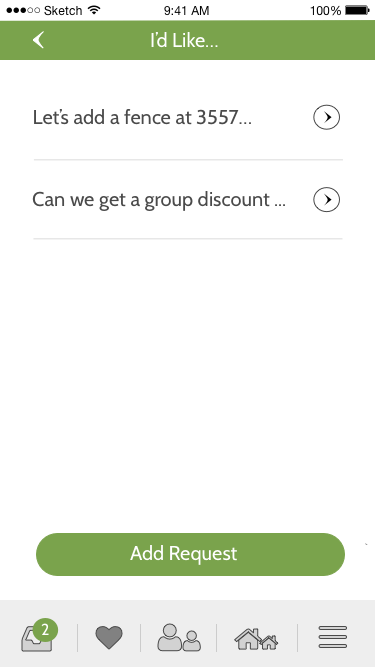 Sketch 9:41 AM 100%
I'd Like...
Let's add a fence at 3557...
Can we get a group discount ...
Add Request
2